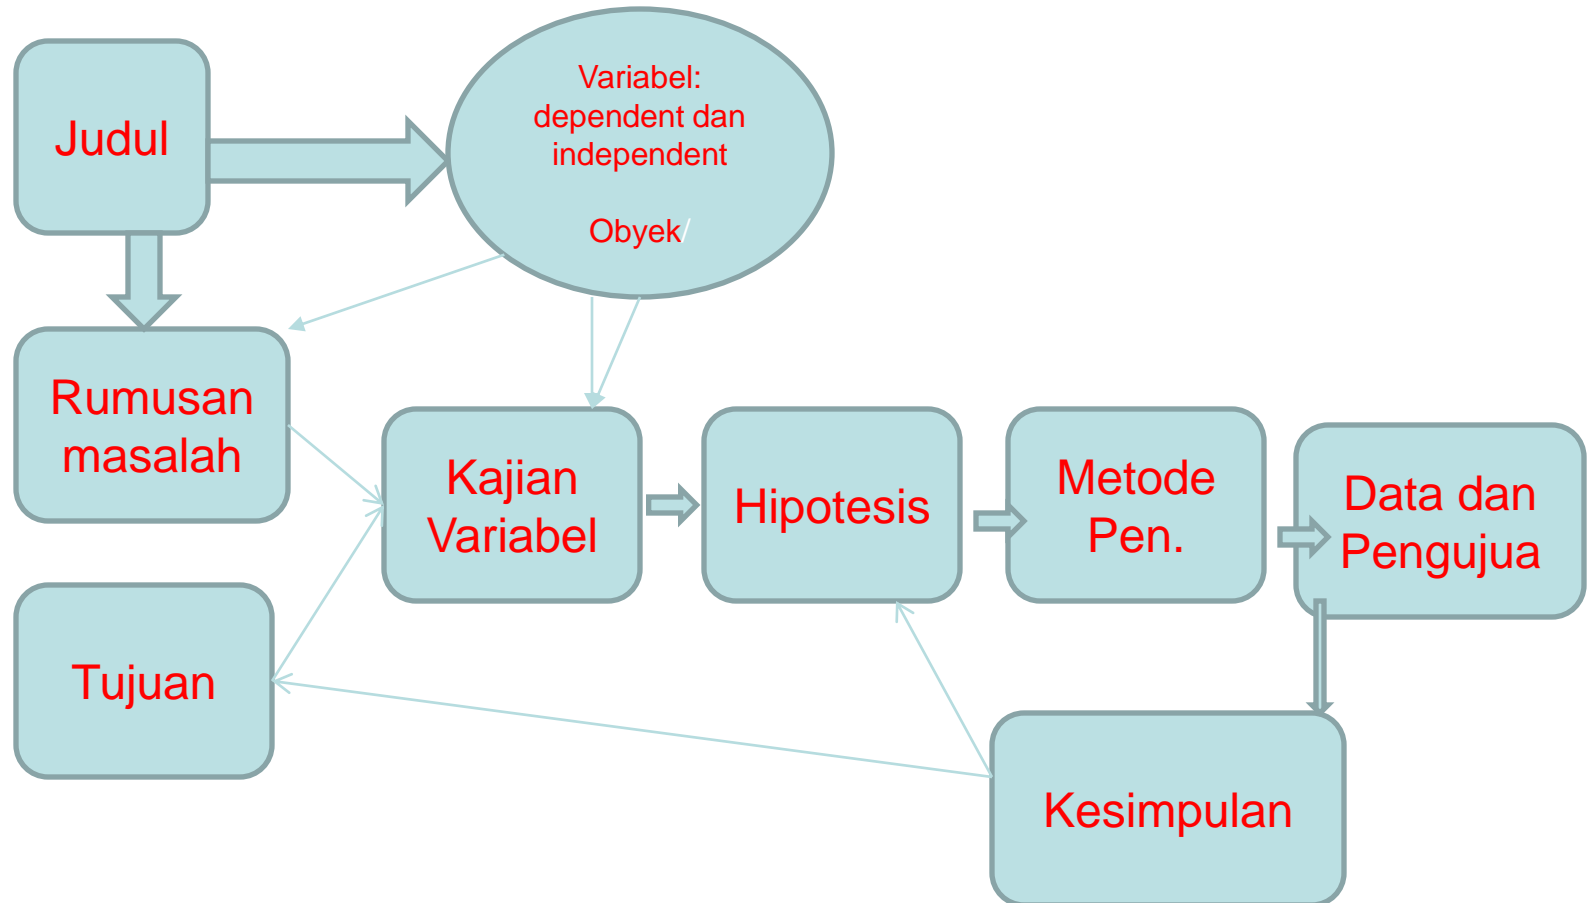 Judul
Variabel:
dependent dan
independent
Obyek/
Rumusan
masalah
Kajian
Variabel
Hipotesis
Metode
Pen.
Data dan
Pengujua
Tujuan
Kesimpulan